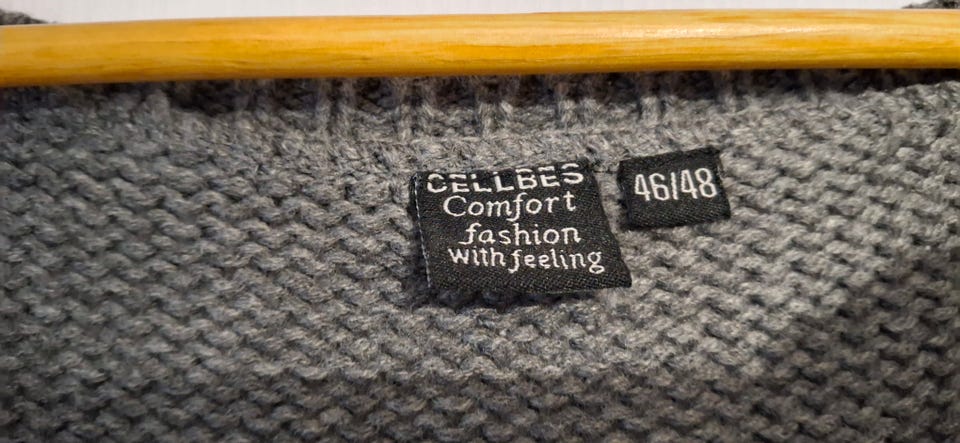 CELLBES
Comfort
fashion
with feeling
46/48